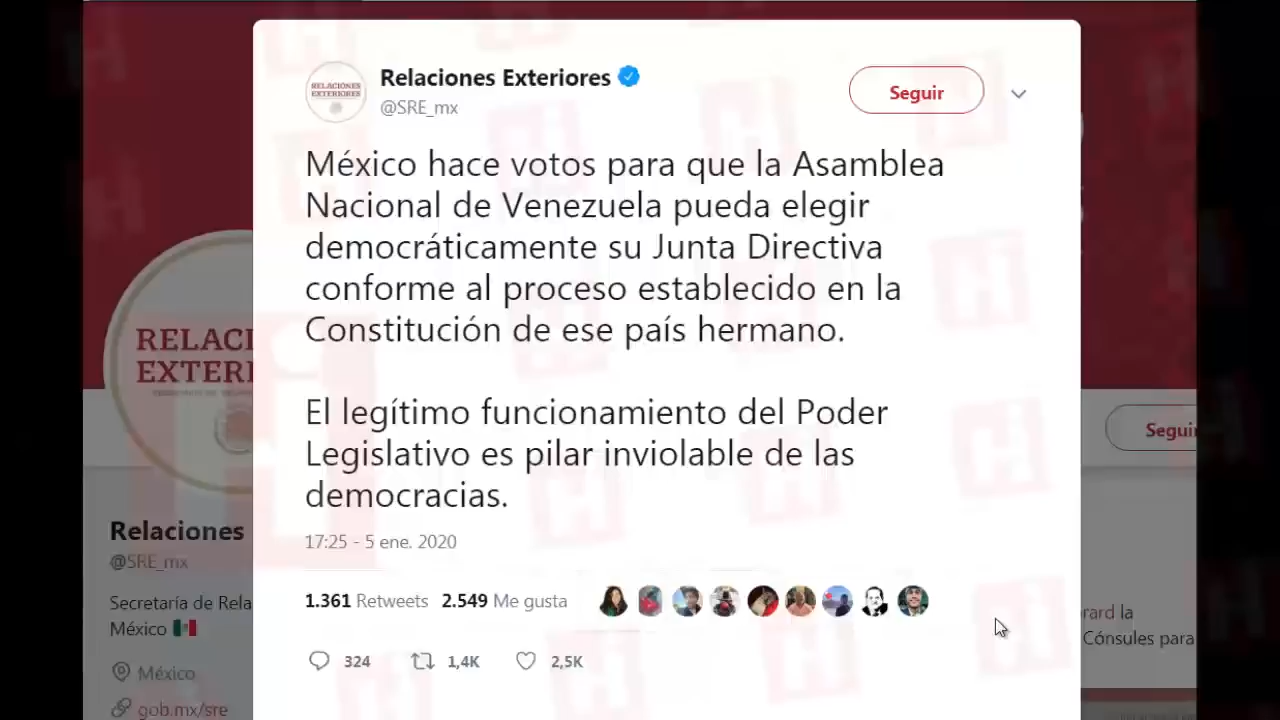 Relaciones Exteriores
@SRE_mx
Seguir
RELACIONES
EXTERIORES
México hace votos para que la Asamblea
Nacional de Venezuela pueda elegir
democráticamente su Junta Directiva
conforme al proceso establecido en la
Constitución de ese país hermano.
El legítimo funcionamiento del Poder
Legislativo es pilar inviolable de las
democracias.
17:25 - 5 ene. 2020
1.361 Retweets 2.549 Me gusta
324 1,4K 2,5K
RELACI
EXTERI
Relaciones
@SRE_mx
Secretaría de Rela
México
México
gob.mx/sre
Segui
rard la
Cónsules para